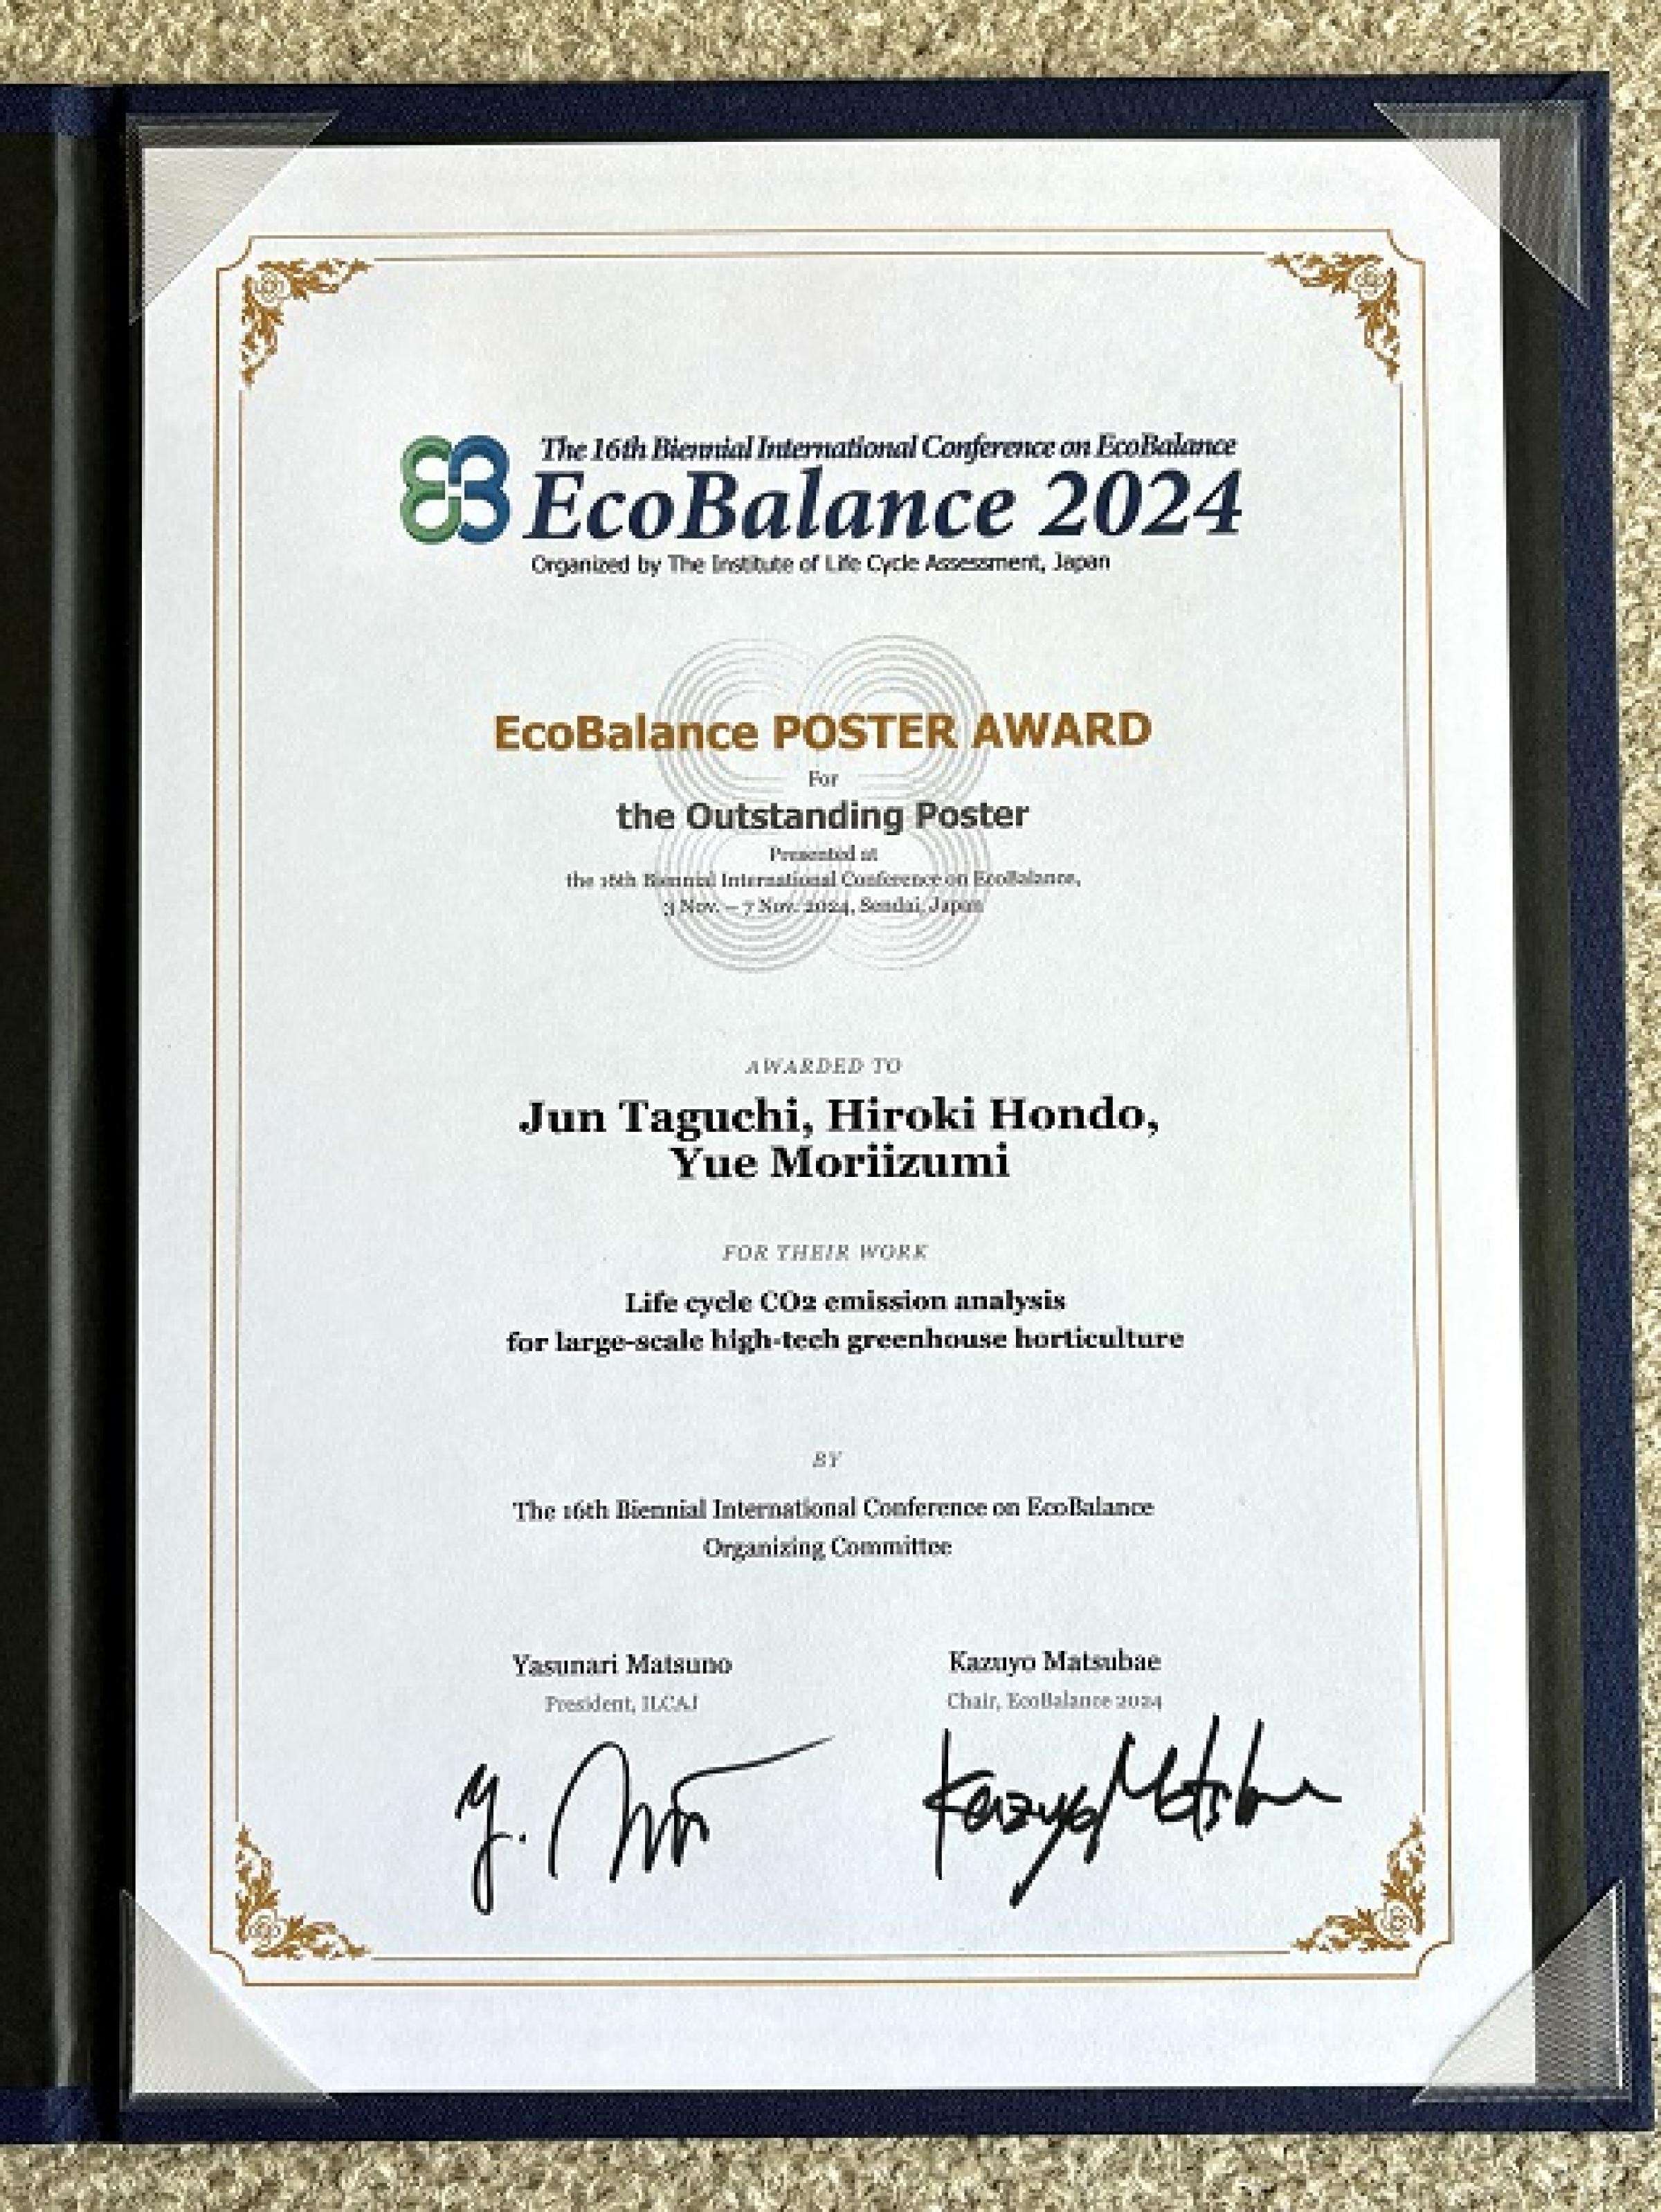 The 16th Biennial International Conference on EcoBalance
EcoBalance 2024
Organized by The Institute of Life Cycle Assessment, Japan
EcoBalance POSTER AWARD
For
the Outstanding Poster
Presented at
the 16th Biennial International Conference on EcoBalance,
3 Nov. – 7 Nov. 2024, Sendai, Japan
AWARDED TO
Jun Taguchi, Hiroki Hondo,
Yue Moriizumi
FOR THEIR WORK
Life cycle CO2 emission analysis
for large-scale high-tech greenhouse horticulture
BY
The 16th Biennial International Conference on EcoBalance
Organizing Committee
Yasunari Matsuno Kazuyo Matsubae
President, ILCAJ Chair, EcoBalance 2024